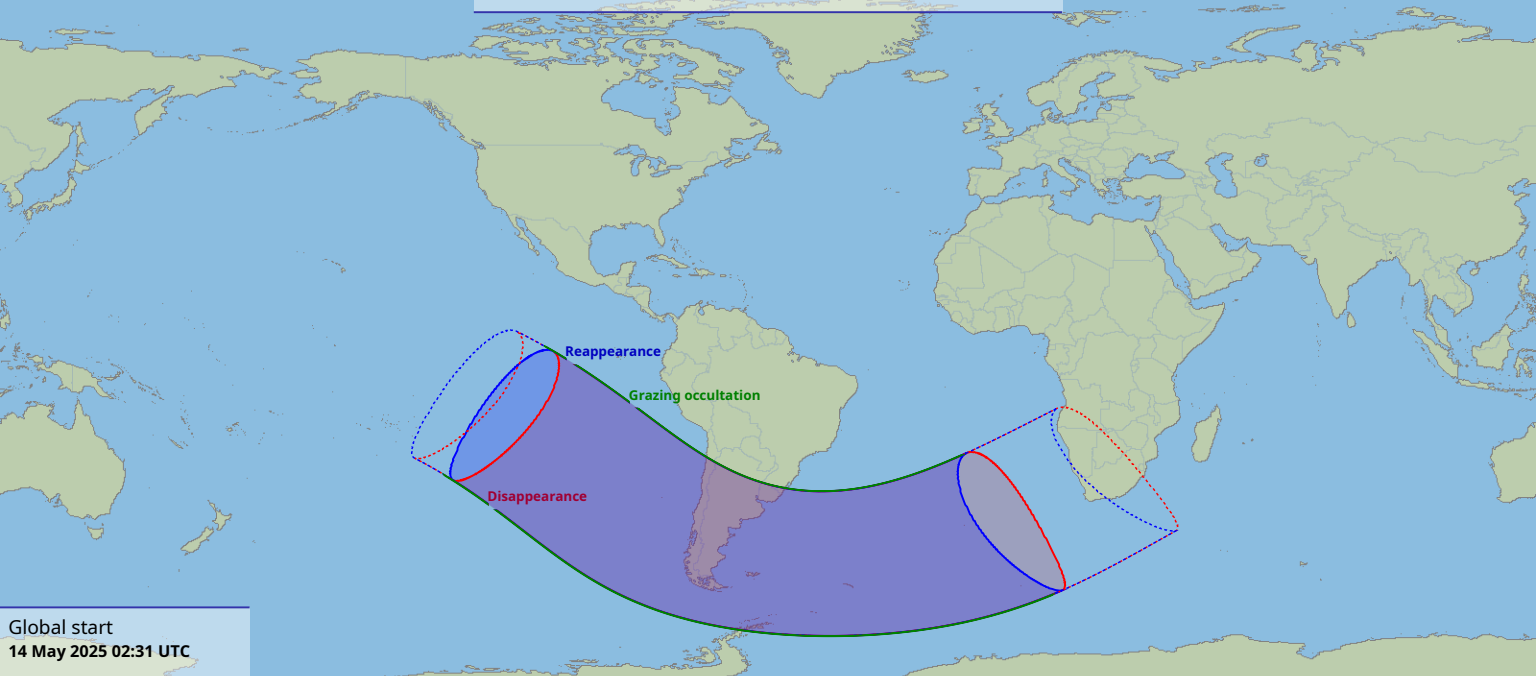 Reappearance
Grazing occultation
Disappearance
Global start
14 May 2025 02:31 UTC